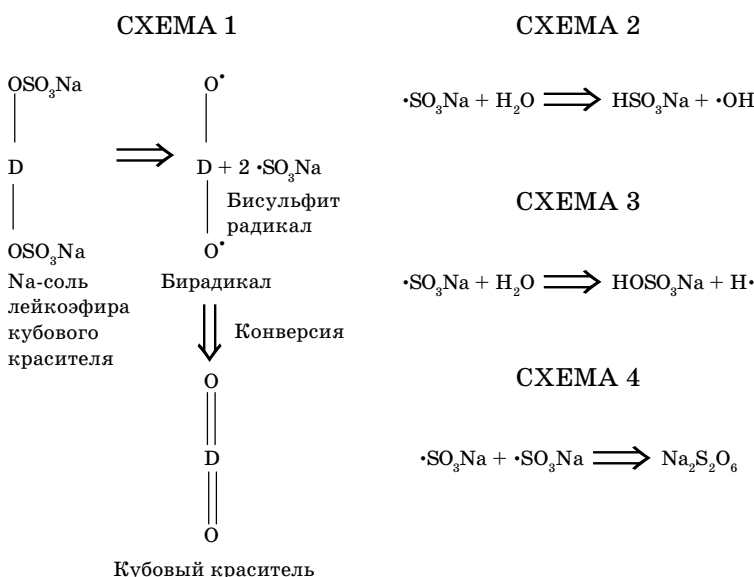 СХЕМА 1
OSO₃Na
D
OSO₃Na
Na-соль
лейкоэфира
кубового
красителя
O•
D + 2 •SO₃Na
Бисульфит
радикал
O•
Бирадикал
Конверсия
O
D
O
Кубовый краситель
СХЕМА 2
•SO₃Na + H₂O ⟹ HSO₃Na + •OH
СХЕМА 3
•SO₃Na + H₂O ⟹ HOSO₃Na + H•
СХЕМА 4
•SO₃Na + •SO₃Na ⟹ Na₂S₂O₆